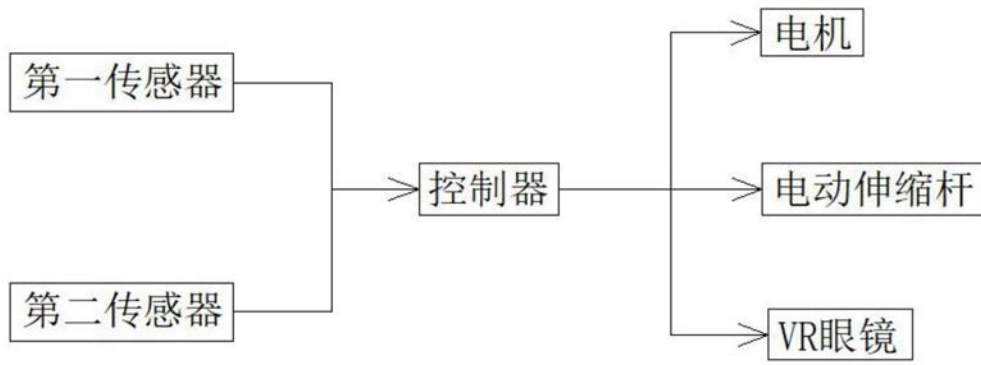 第一传感器
第二传感器
控制器
电机
电动伸缩杆
VR眼镜